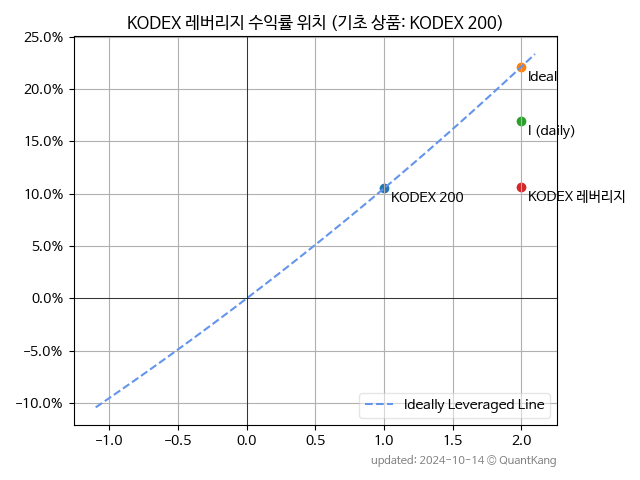 KODEX 레버리지 수익률 위치 (기초 상품: KODEX 200)
25.0%
20.0%
15.0%
10.0%
5.0%
0.0%
−5.0%
−10.0%
Ideal
I (daily)
KODEX 200
KODEX 레버리지
Ideally Leveraged Line
−1.0 −0.5 0.0 0.5 1.0 1.5 2.0
updated: 2024-10-14 © QuantKang